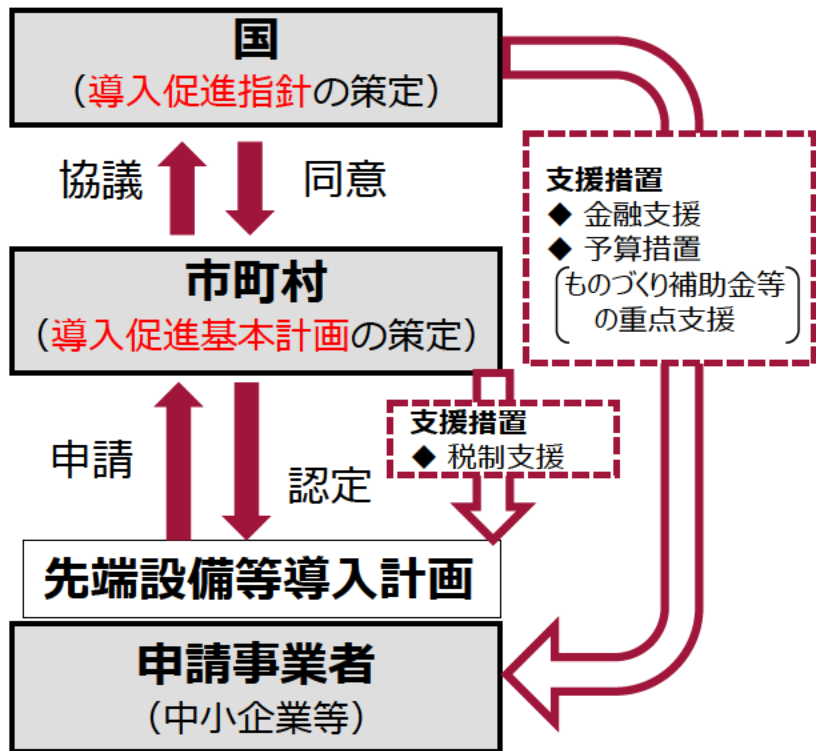 国
（導入促進指針の策定）
協議
同意
支援措置
◆ 金融支援
◆ 予算措置
（ものづくり補助金等
の重点支援）
市町村
（導入促進基本計画の策定）
支援措置
◆ 税制支援
申請
認定
先端設備等導入計画
申請事業者
（中小企業等）